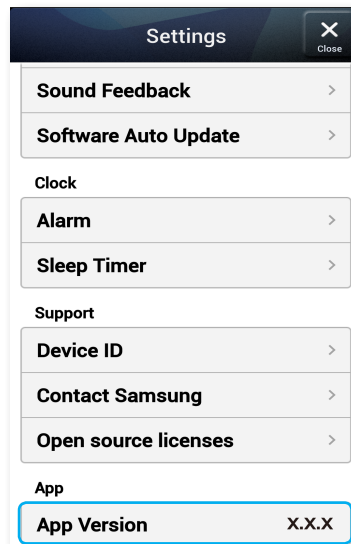 Settings
Close
Sound Feedback
Software Auto Update
Clock
Alarm
Sleep Timer
Support
Device ID
Contact Samsung
Open source licenses
App
App Version X.X.X